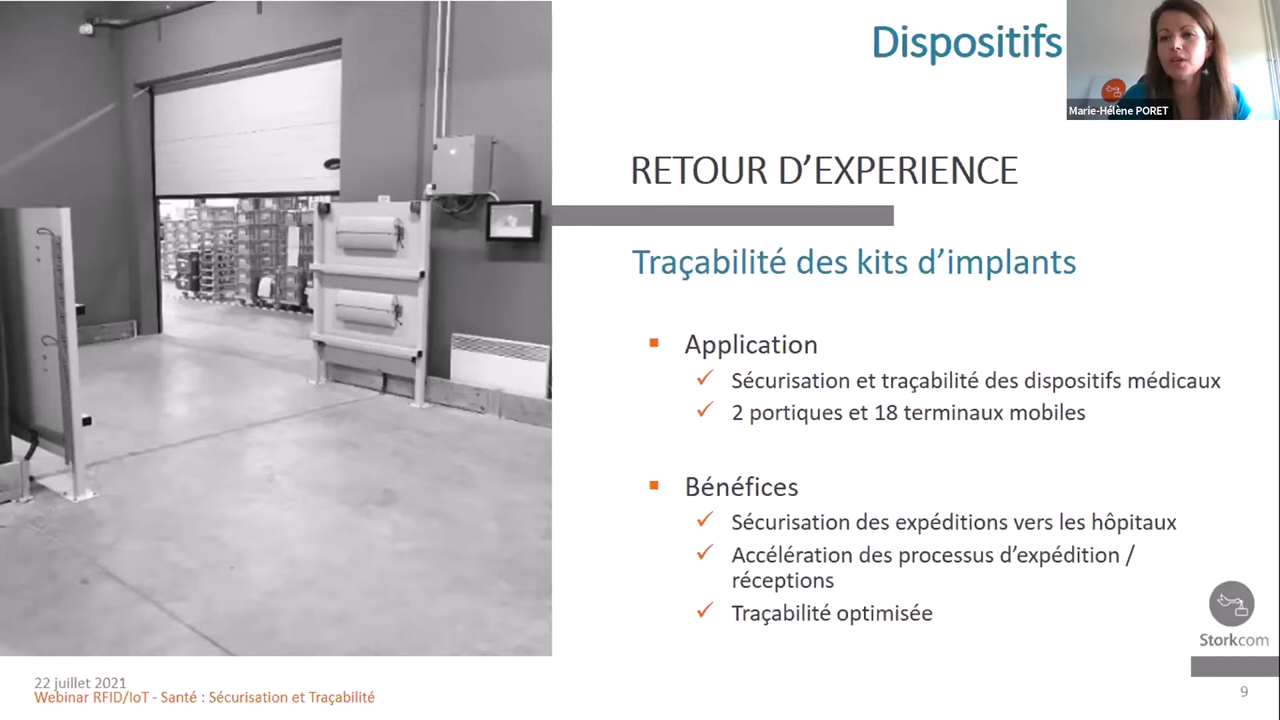 Dispositifs
Marie-Hélène PORET
RETOUR D’EXPERIENCE
Traçabilité des kits d’implants
Application
Sécurisation et traçabilité des dispositifs médicaux
2 portiques et 18 terminaux mobiles
Bénéfices
Sécurisation des expéditions vers les hôpitaux
Accélération des processus d’expédition /
réceptions
Traçabilité optimisée
Storkcom
22 juillet 2021
Webinar RFID/IoT - Santé : Sécurisation et Traçabilité
9